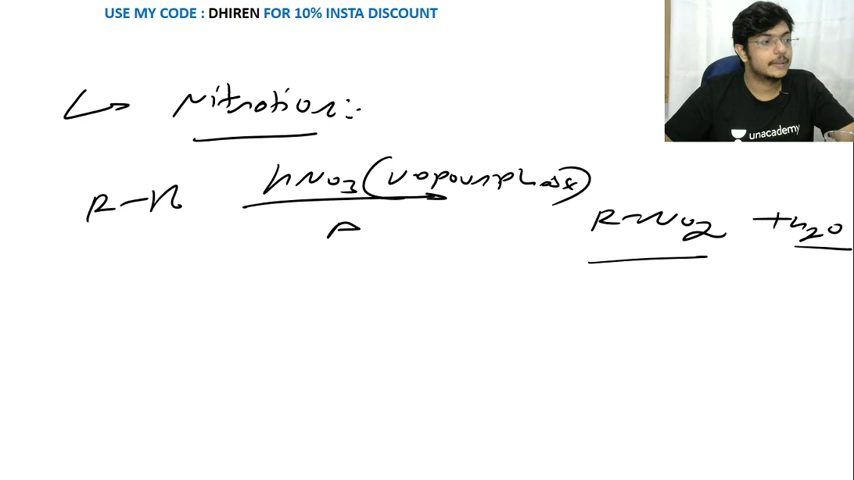 USE MY CODE : DHIREN FOR 10% INSTA DISCOUNT
unacademy
↳ Nitration :-
R-H HNO3 (vapour phase) R-NO2 + H2O
Δ